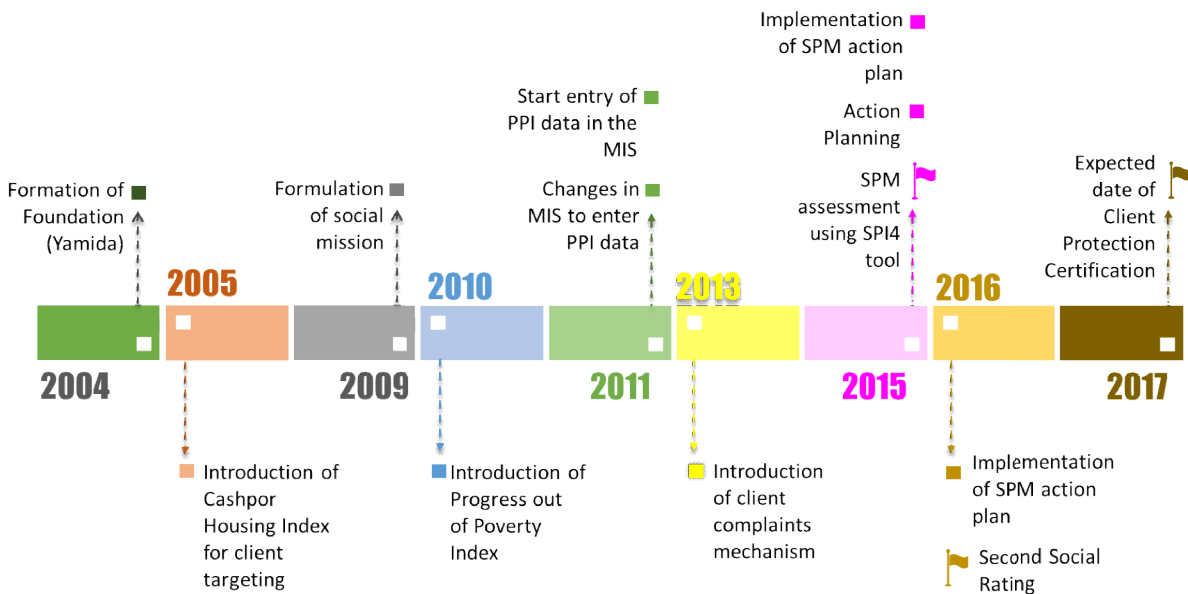 Formation of
Foundation
(Yamida)
2004
2005
Introduction of
Cashpor
Housing Index
for client
targeting
Formulation
of social
mission
2009
2010
Introduction of
Progress out
of Poverty
Index
Start entry of
PPI data in the
MIS
Changes in
MIS to enter
PPI data
2011
2013
Introduction
of client
complaints
mechanism
Implementation
of SPM action
plan
Action
Planning
SPM
assessment
using SPI4
tool
2015
2016
Implementation
of SPM action
plan
Second Social
Rating
Expected
date of
Client
Protection
Certification
2017